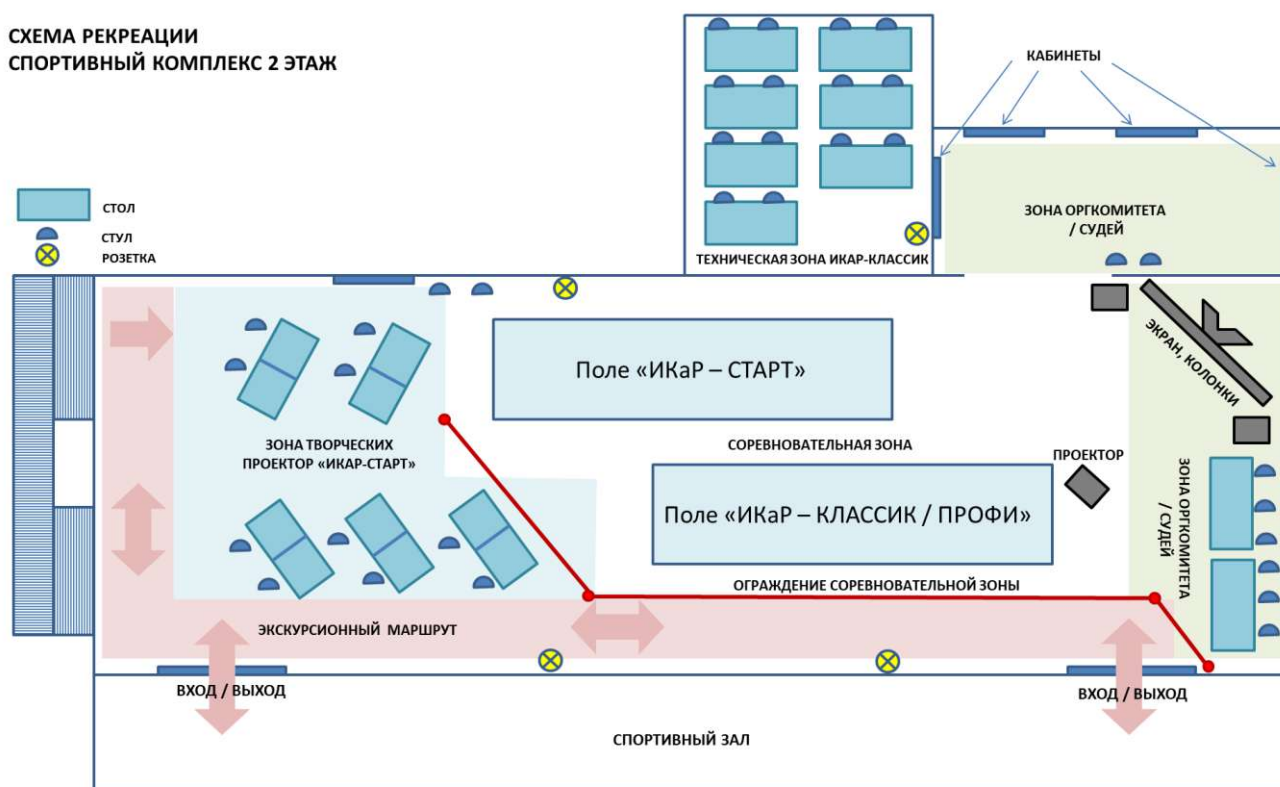 СХЕМА РЕКРЕАЦИИ
СПОРТИВНЫЙ КОМПЛЕКС 2 ЭТАЖ
КАБИНЕТЫ
СТОЛ
СТУЛ
РОЗЕТКА
ЗОНА ОРГКОМИТЕТА
/ СУДЕЙ
ТЕХНИЧЕСКАЯ ЗОНА ИКАР-КЛАССИК
ЭКРАН, КОЛОНКИ
Поле «ИКаР – СТАРТ»
ЗОНА ТВОРЧЕСКИХ
ПРОЕКТОР «ИКАР-СТАРТ»
СОРЕВНОВАТЕЛЬНАЯ ЗОНА
ПРОЕКТОР
Поле «ИКаР – КЛАССИК / ПРОФИ»
ЗОНА ОРГКОМИТЕТА
/ СУДЕЙ
ОГРАЖДЕНИЕ СОРЕВНОВАТЕЛЬНОЙ ЗОНЫ
ЭКСКУРСИОННЫЙ МАРШРУТ
ВХОД / ВЫХОД
ВХОД / ВЫХОД
СПОРТИВНЫЙ ЗАЛ